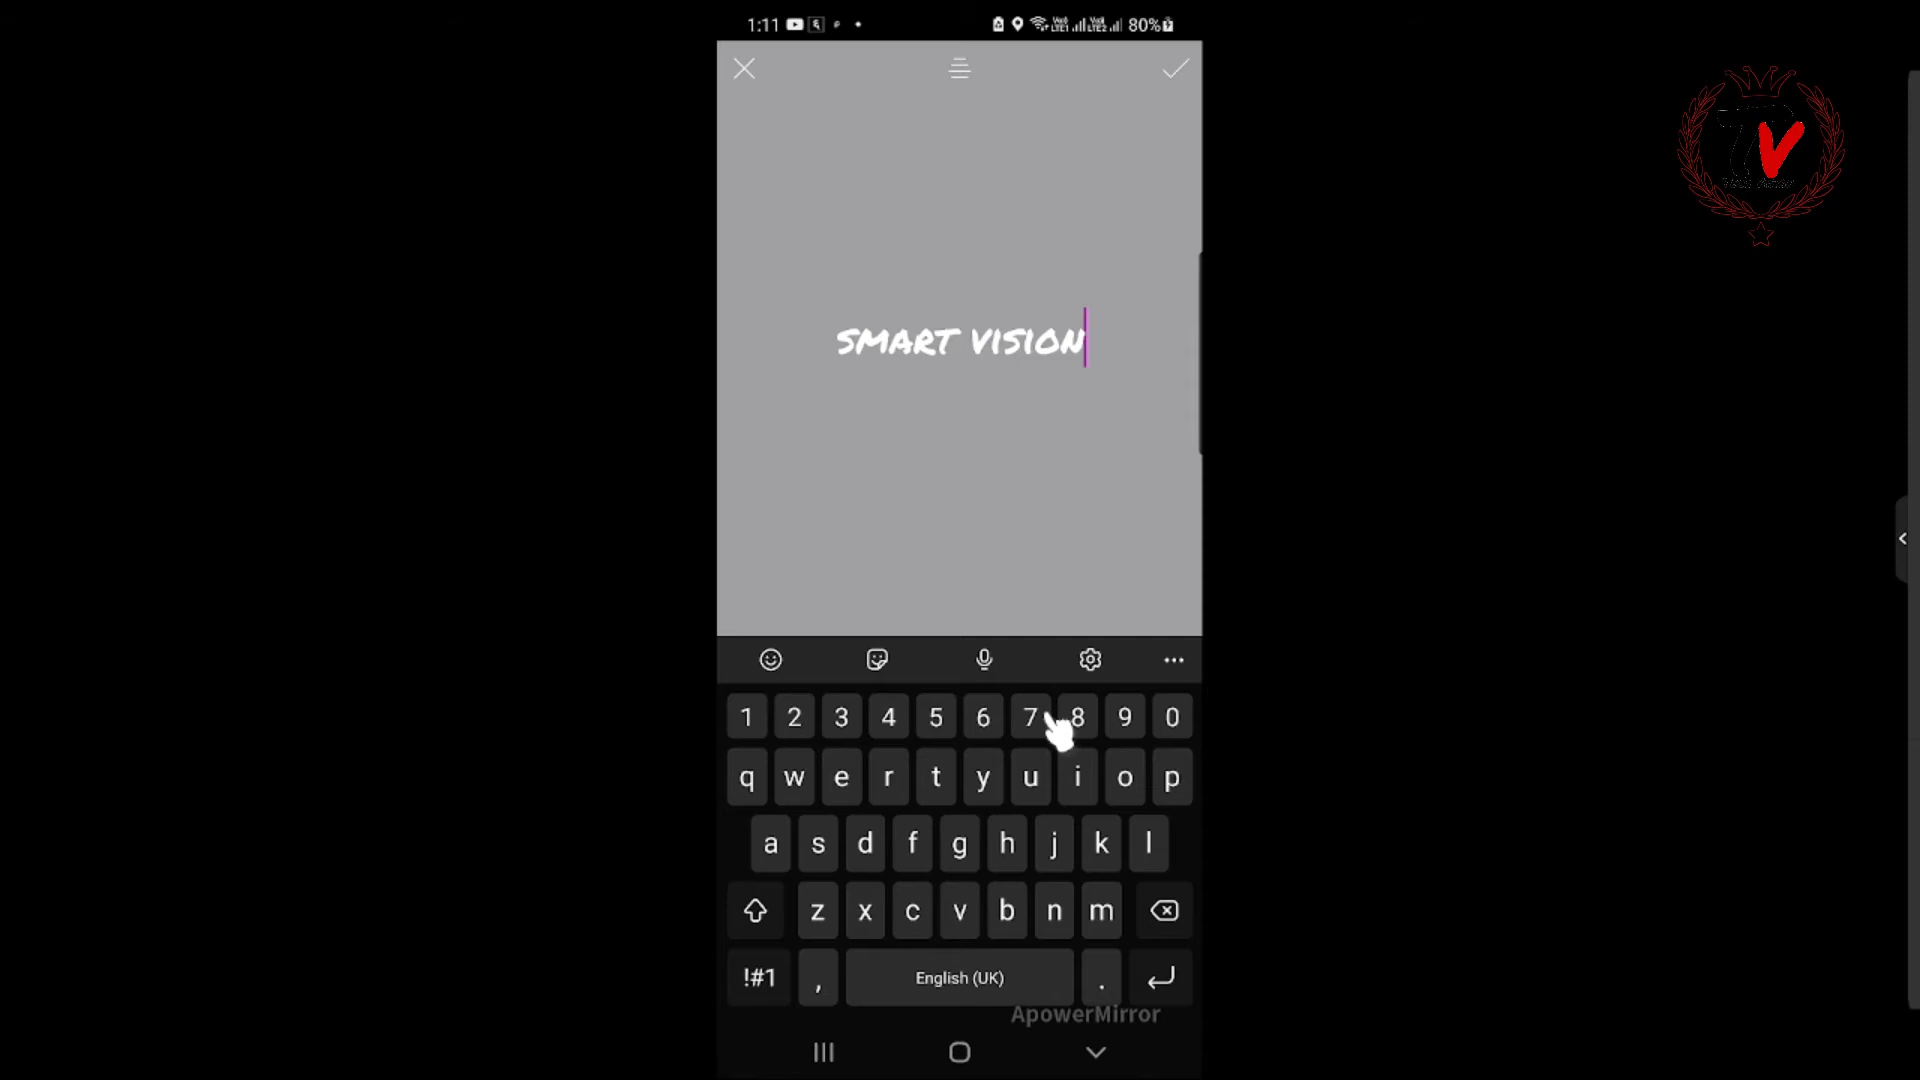 1:11 80%
SMART VISION
TV
1 2 3 4 5 6 7 8 9 0
q w e r t y u i o p
a s d f g h j k l
z x c v b n m
!#1 , English (UK) .
ApowerMirror